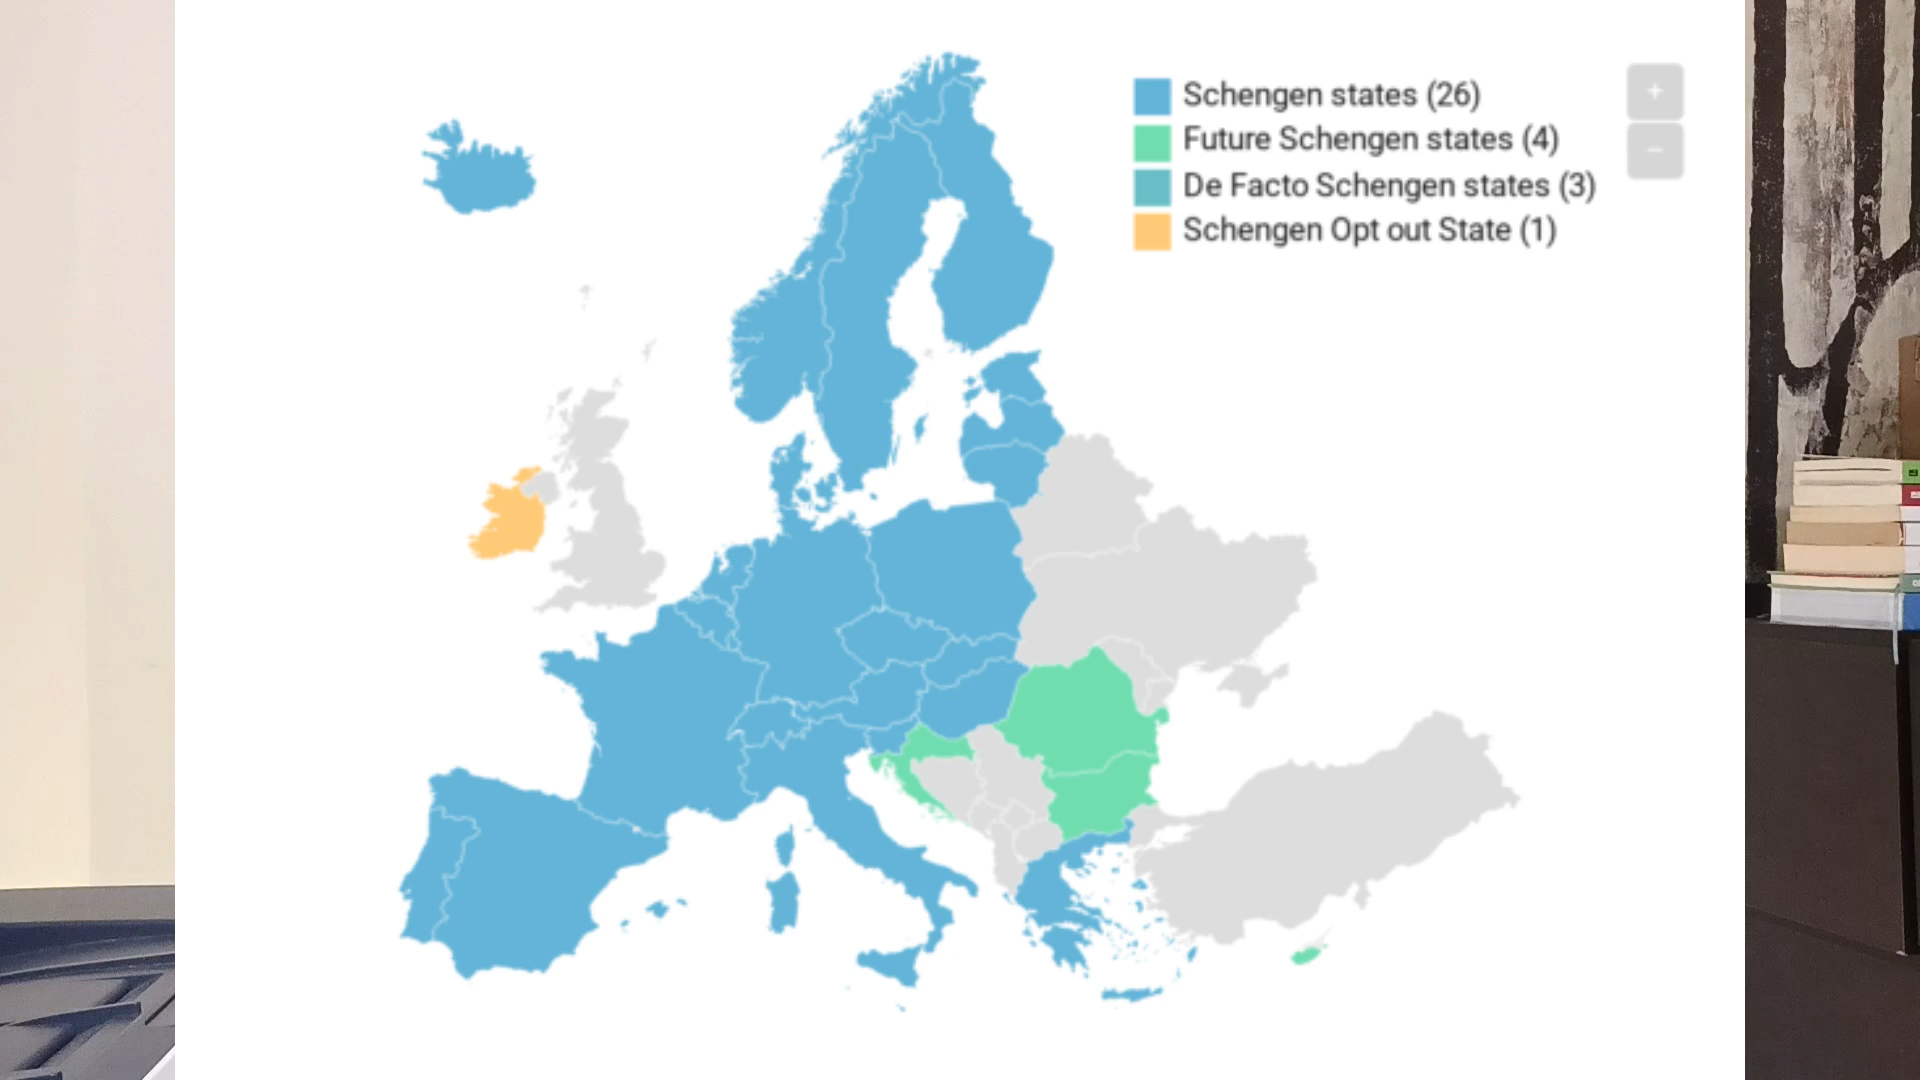 Schengen states (26)
Future Schengen states (4)
De Facto Schengen states (3)
Schengen Opt out State (1)
+
−